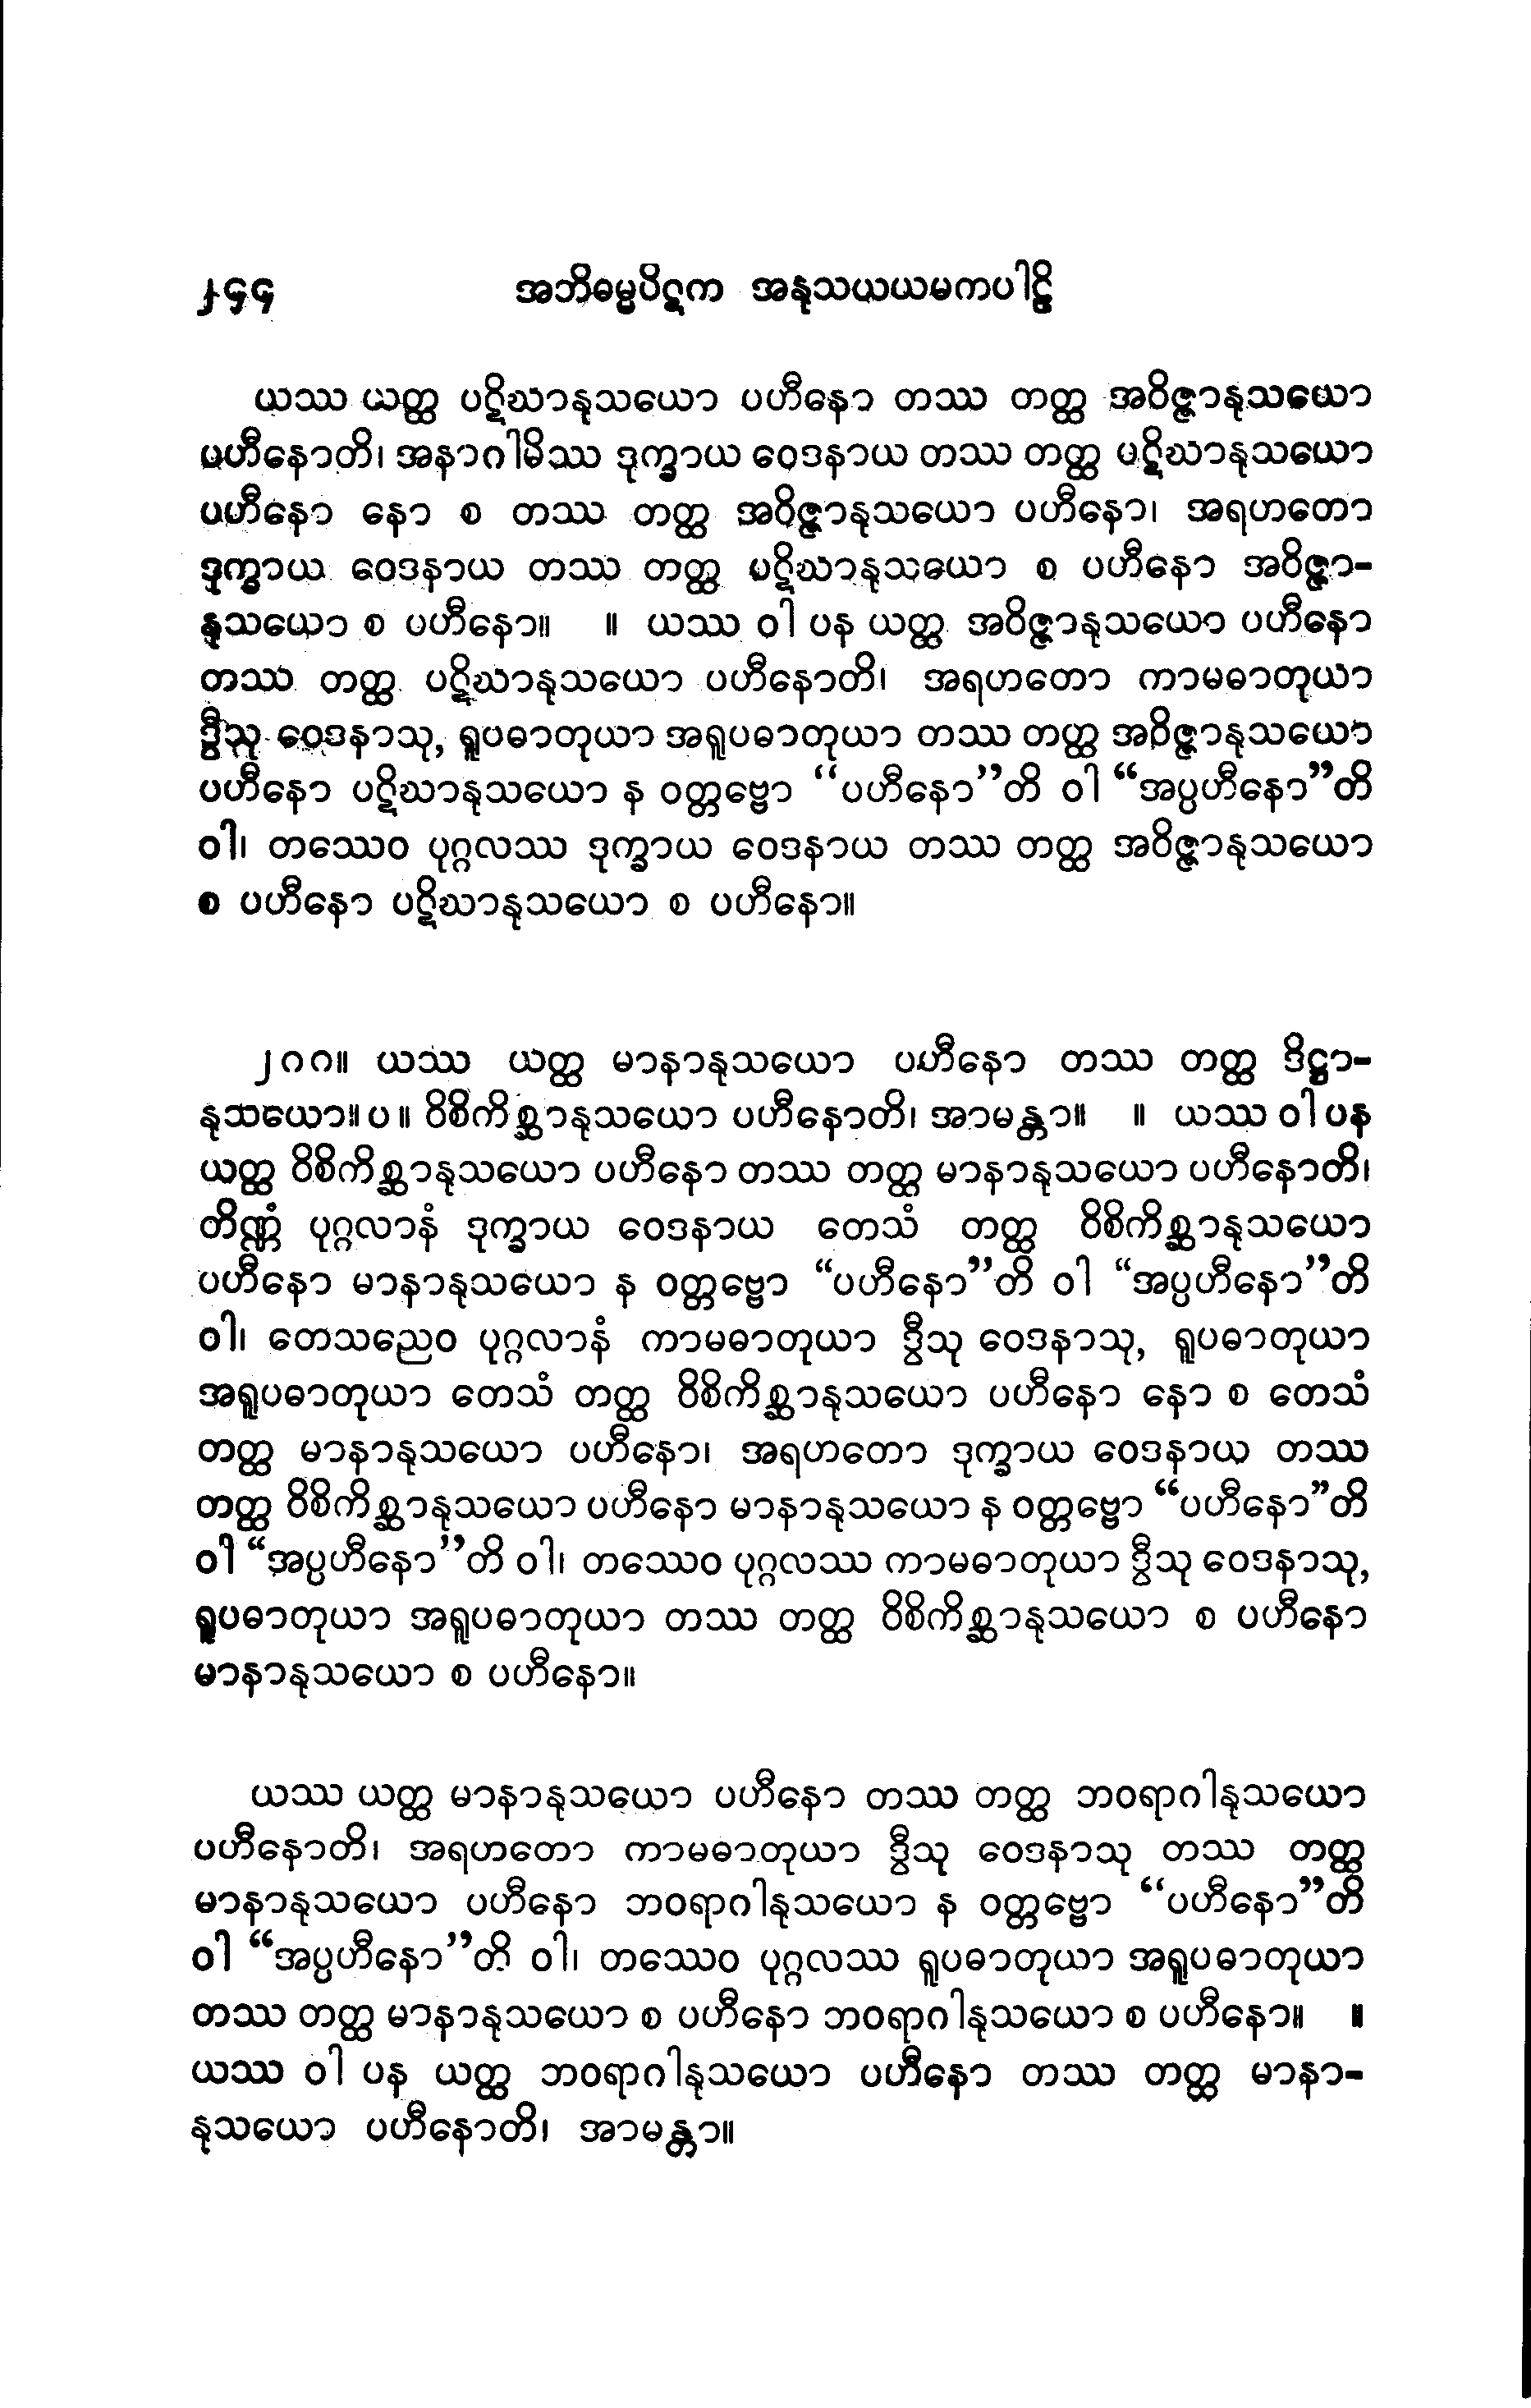 ၂၄၄ အဘိဓမ္မပိဋက အနုသယယမကပါဠိ
ယဿ ယတ္ထ ပဋိဃာနုသယော ပဟီနော တဿ တတ္ထ အဝိဇ္ဇာနုသယော
ပဟီနောတိ၊ အနာဂါမိဿ ဒုက္ခာယ ဝေဒနာယ တဿ တတ္ထ ပဋိဃာနုသယော
ပဟီနော နော စ တဿ တတ္ထ အဝိဇ္ဇာနုသယော ပဟီနော၊ အရဟတော
ဒုက္ခာယ ဝေဒနာယ တဿ တတ္ထ ပဋိဃာနုသယော စ ပဟီနော အဝိဇ္ဇာ-
နုသယော စ ပဟီနော။ ။ ယဿ ဝါ ပန ယတ္ထ အဝိဇ္ဇာနုသယော ပဟီနော
တဿ တတ္ထ ပဋိဃာနုသယော ပဟီနောတိ၊ အရဟတော ကာမဓာတုယာ
ဒွီသု ဝေဒနာသု, ရူပဓာတုယာ အရူပဓာတုယာ တဿ တတ္ထ အဝိဇ္ဇာနုသယော
ပဟီနော ပဋိဃာနုသယော န ဝတ္တဗ္ဗော “ပဟီနော”တိ ဝါ “အပ္ပဟီနော”တိ
ဝါ၊ တဿေဝ ပုဂ္ဂလဿ ဒုက္ခာယ ဝေဒနာယ တဿ တတ္ထ အဝိဇ္ဇာနုသယော
စ ပဟီနော ပဋိဃာနုသယော စ ပဟီနော။
၂၈၈။ ယဿ ယတ္ထ မာနာနုသယော ပဟီနော တဿ တတ္ထ ဒိဋ္ဌာ-
နုသယော။ ပ ။ ဝိစိကိစ္ဆာနုသယော ပဟီနောတိ၊ အာမန္တာ။ ။ ယဿ ဝါ ပန
ယတ္ထ ဝိစိကိစ္ဆာနုသယော ပဟီနော တဿ တတ္ထ မာနာနုသယော ပဟီနောတိ၊
တိဏ္ဏံ ပုဂ္ဂလာနံ ဒုက္ခာယ ဝေဒနာယ တေသံ တတ္ထ ဝိစိကိစ္ဆာနုသယော
ပဟီနော မာနာနုသယော န ဝတ္တဗ္ဗော “ပဟီနော”တိ ဝါ “အပ္ပဟီနော”တိ
ဝါ၊ တေသညေဝ ပုဂ္ဂလာနံ ကာမဓာတုယာ ဒွီသု ဝေဒနာသု, ရူပဓာတုယာ
အရူပဓာတုယာ တေသံ တတ္ထ ဝိစိကိစ္ဆာနုသယော ပဟီနော နော စ တေသံ
တတ္ထ မာနာနုသယော ပဟီနော၊ အရဟတော ဒုက္ခာယ ဝေဒနာယ တဿ
တတ္ထ ဝိစိကိစ္ဆာနုသယော ပဟီနော မာနာနုသယော န ဝတ္တဗ္ဗော “ပဟီနော”တိ
ဝါ “အပ္ပဟီနော”တိ ဝါ၊ တဿေဝ ပုဂ္ဂလဿ ကာမဓာတုယာ ဒွီသု ဝေဒနာသု,
ရူပဓာတုယာ အရူပဓာတုယာ တဿ တတ္ထ ဝိစိကိစ္ဆာနုသယော စ ပဟီနော
မာနာနုသယော စ ပဟီနော။
ယဿ ယတ္ထ မာနာနုသယော ပဟီနော တဿ တတ္ထ ဘဝရာဂါနုသယော
ပဟီနောတိ၊ အရဟတော ကာမဓာတုယာ ဒွီသု ဝေဒနာသု တဿ တတ္ထ
မာနာနုသယော ပဟီနော ဘဝရာဂါနုသယော န ဝတ္တဗ္ဗော “ပဟီနော”တိ
ဝါ “အပ္ပဟီနော”တိ ဝါ၊ တဿေဝ ပုဂ္ဂလဿ ရူပဓာတုယာ အရူပဓာတုယာ
တဿ တတ္ထ မာနာနုသယော စ ပဟီနော ဘဝရာဂါနုသယော စ ပဟီနော။ ။
ယဿ ဝါ ပန ယတ္ထ ဘဝရာဂါနုသယော ပဟီနော တဿ တတ္ထ မာနာ-
နုသယော ပဟီနောတိ၊ အာမန္တာ။